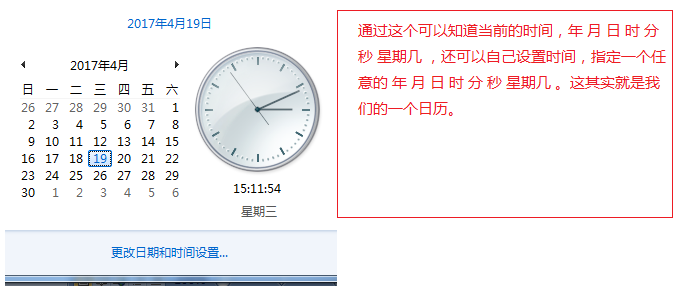 2017年4月19日
2017年4月
日 一 二 三 四 五 六
26 27 28 29 30 31 1
2 3 4 5 6 7 8
9 10 11 12 13 14 15
16 17 18 19 20 21 22
23 24 25 26 27 28 29
30 1 2 3 4 5 6
15:11:54
星期三
更改日期和时间设置...
通过这个可以知道当前的时间，年 月 日 时 分
秒 星期几 ，还可以自己设置时间，指定一个任
意的 年 月 日 时 分 秒 星期几 。这其实就是我
们的一个日历。